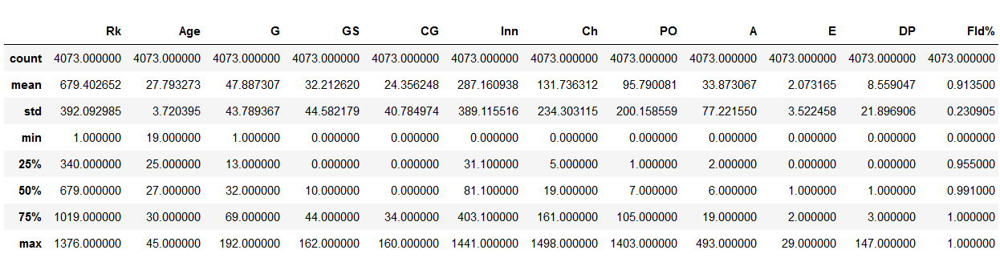 Rk Age G GS CG Inn Ch PO A E DP Fld%
count 4073.000000 4073.000000 4073.000000 4073.000000 4073.000000 4073.000000 4073.000000 4073.000000 4073.000000 4073.000000 4073.000000 4073.000000
mean 679.402652 27.793273 47.887307 32.212620 24.356248 287.160938 131.736312 95.790081 33.873067 2.073165 8.559047 0.913500
std 392.092985 3.720395 43.789367 44.582179 40.784974 389.115516 234.303115 200.158559 77.221550 3.522458 21.896906 0.230905
min 1.000000 19.000000 1.000000 0.000000 0.000000 0.000000 0.000000 0.000000 0.000000 0.000000 0.000000 0.000000
25% 340.000000 25.000000 13.000000 0.000000 0.000000 31.100000 5.000000 1.000000 2.000000 0.000000 0.000000 0.955000
50% 679.000000 27.000000 32.000000 10.000000 0.000000 81.100000 19.000000 7.000000 6.000000 1.000000 1.000000 0.991000
75% 1019.000000 30.000000 69.000000 44.000000 34.000000 403.100000 161.000000 105.000000 19.000000 2.000000 3.000000 1.000000
max 1376.000000 45.000000 192.000000 162.000000 160.000000 1441.000000 1498.000000 1403.000000 493.000000 29.000000 147.000000 1.000000